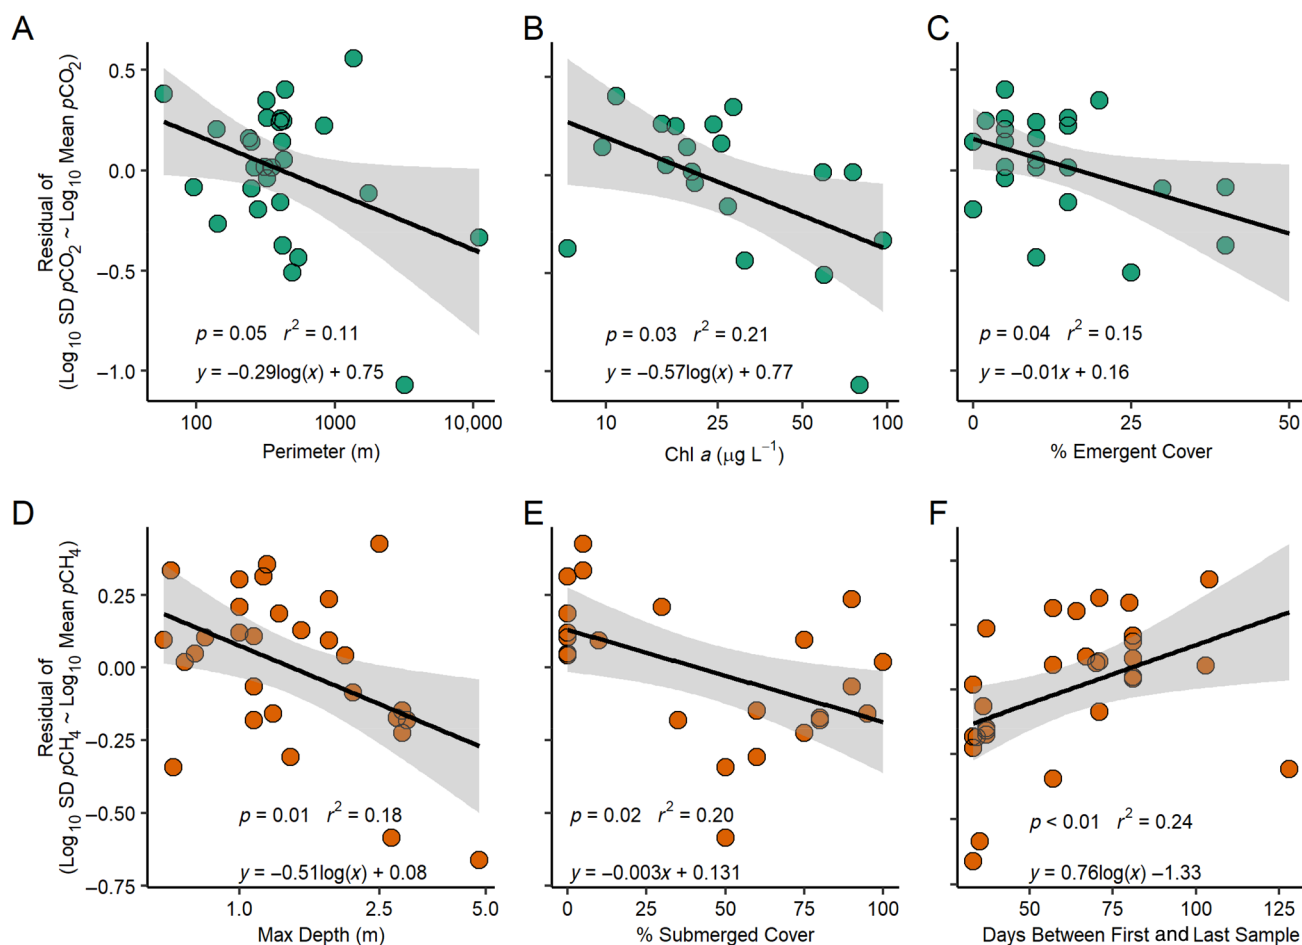 A
B
C
Residual of
(Log10 SD pCO2 ~ Log10 Mean pCO2)
0.5
0.0
−0.5
−1.0
p = 0.05 r² = 0.11
y = −0.29log(x) + 0.75
p = 0.03 r² = 0.21
y = −0.57log(x) + 0.77
p = 0.04 r² = 0.15
y = −0.01x + 0.16
100 1000 10,000
10 25 50 100
0 25 50
Perimeter (m)
Chl a (μg L⁻¹)
% Emergent Cover
D
E
F
Residual of
(Log10 SD pCH4 ~ Log10 Mean pCH4)
0.25
0.00
−0.25
−0.50
−0.75
p = 0.01 r² = 0.18
y = −0.51log(x) + 0.08
p = 0.02 r² = 0.20
y = −0.003x + 0.131
p < 0.01 r² = 0.24
y = 0.76log(x) −1.33
1.0 2.5 5.0
0 25 50 75 100
50 75 100 125
Max Depth (m)
% Submerged Cover
Days Between First and Last Sample